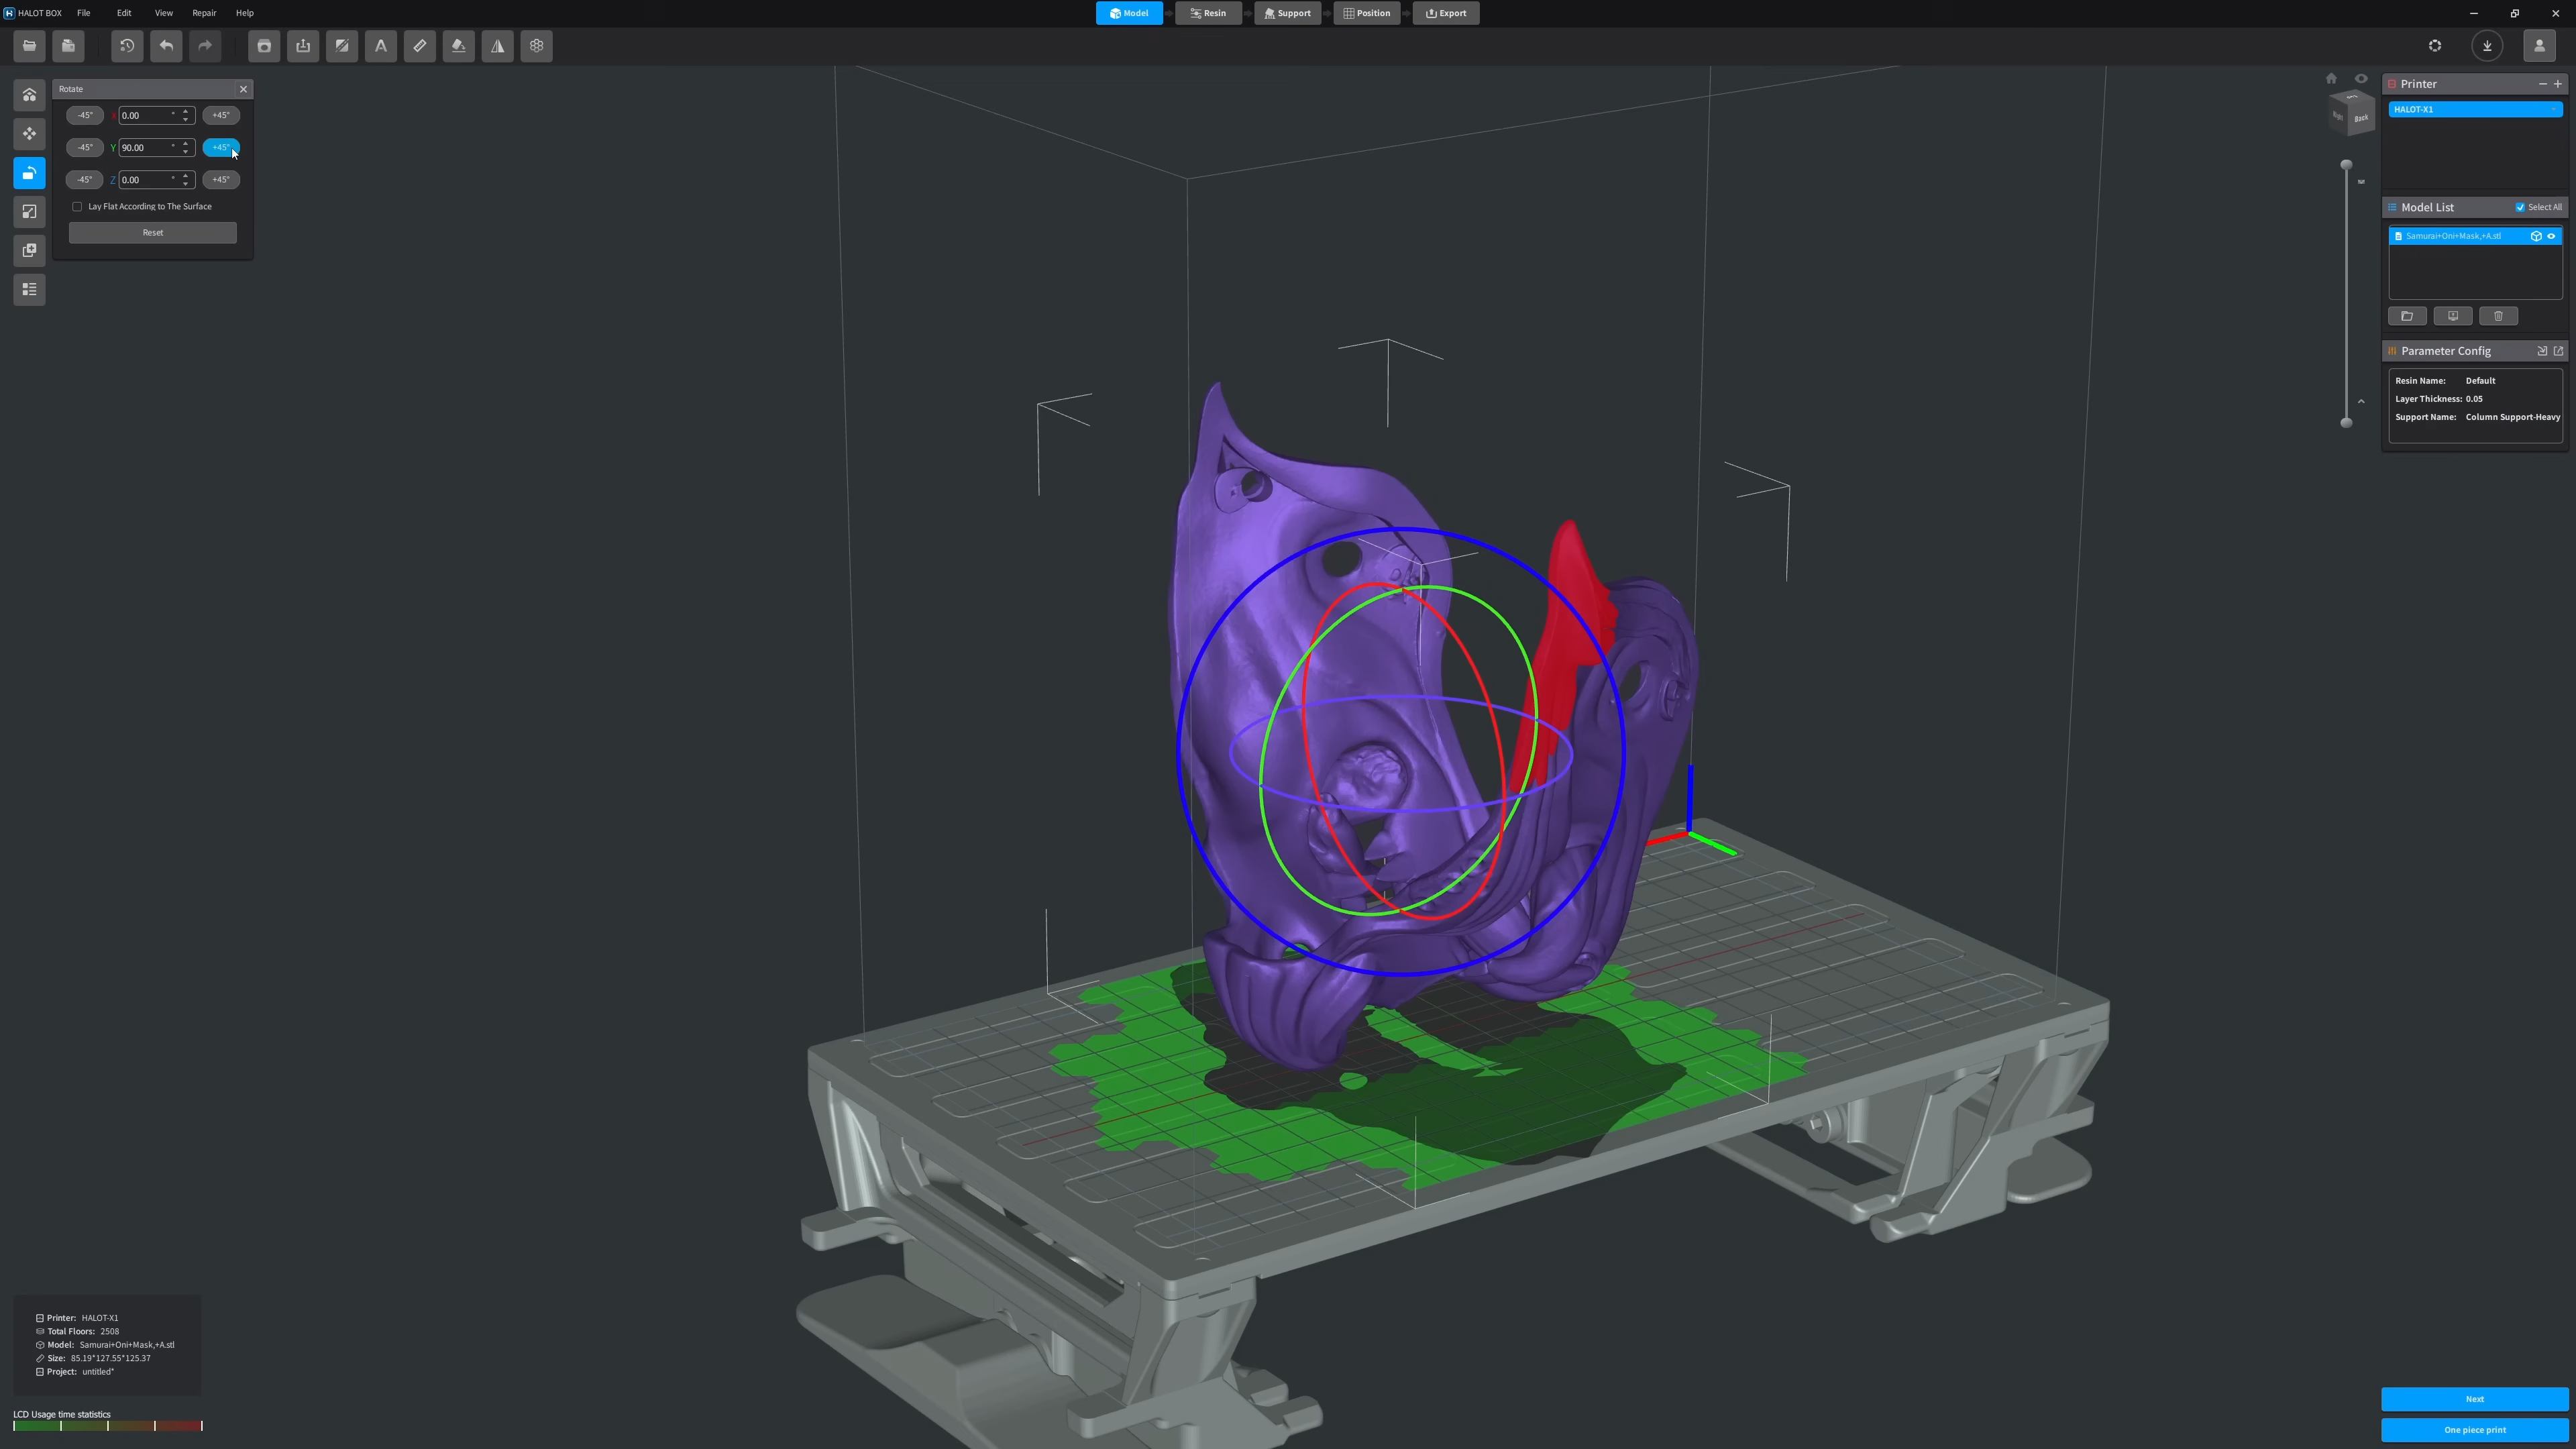 HALOT BOX File Edit View Repair Help
Model Resin Support Position Export
Rotate
-45° X 0.00 ° +45°
-45° Y 90.00 ° +45°
-45° Z 0.00 ° +45°
Lay Flat According to The Surface
Reset
Right Back
Printer
HALOT-X1
Model List Select All
Samurai+Oni+Mask,+A.stl
Parameter Config
Resin Name: Default
Layer Thickness: 0.05
Support Name: Column Support-Heavy
Printer: HALOT-X1
Total Floors: 2508
Model: Samurai+Oni+Mask,+A.stl
Size: 85.19*127.55*125.37
Project: untitled*
LCD Usage time statistics
Next
One piece print